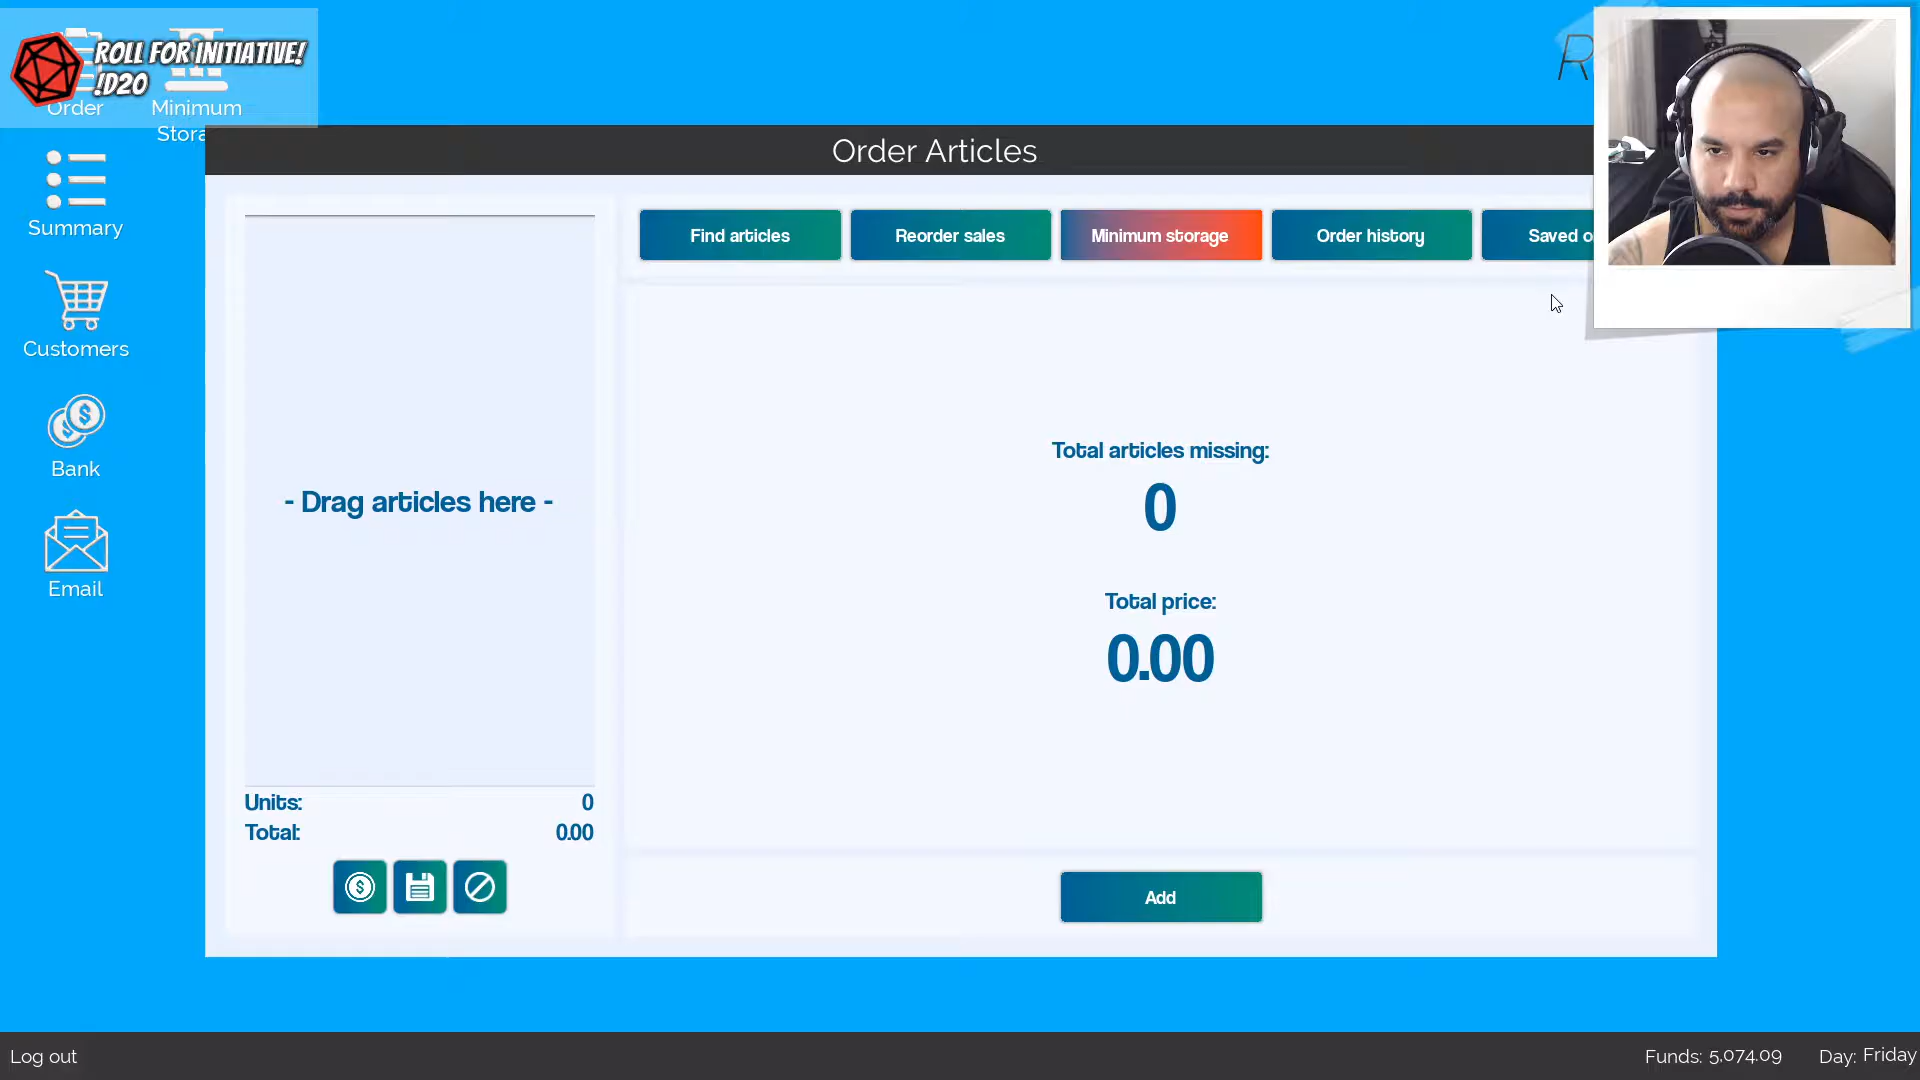 ROLL FOR INITIATIVE!
!D20
Order
Minimum
Stora
R
Order Articles
Summary
Customers
Bank
Email
Find articles
Reorder sales
Minimum storage
Order history
Saved o
- Drag articles here -
Total articles missing:
0
Total price:
0.00
Units: 0
Total: 0.00
Add
Log out
Funds: 5,074.09
Day: Friday